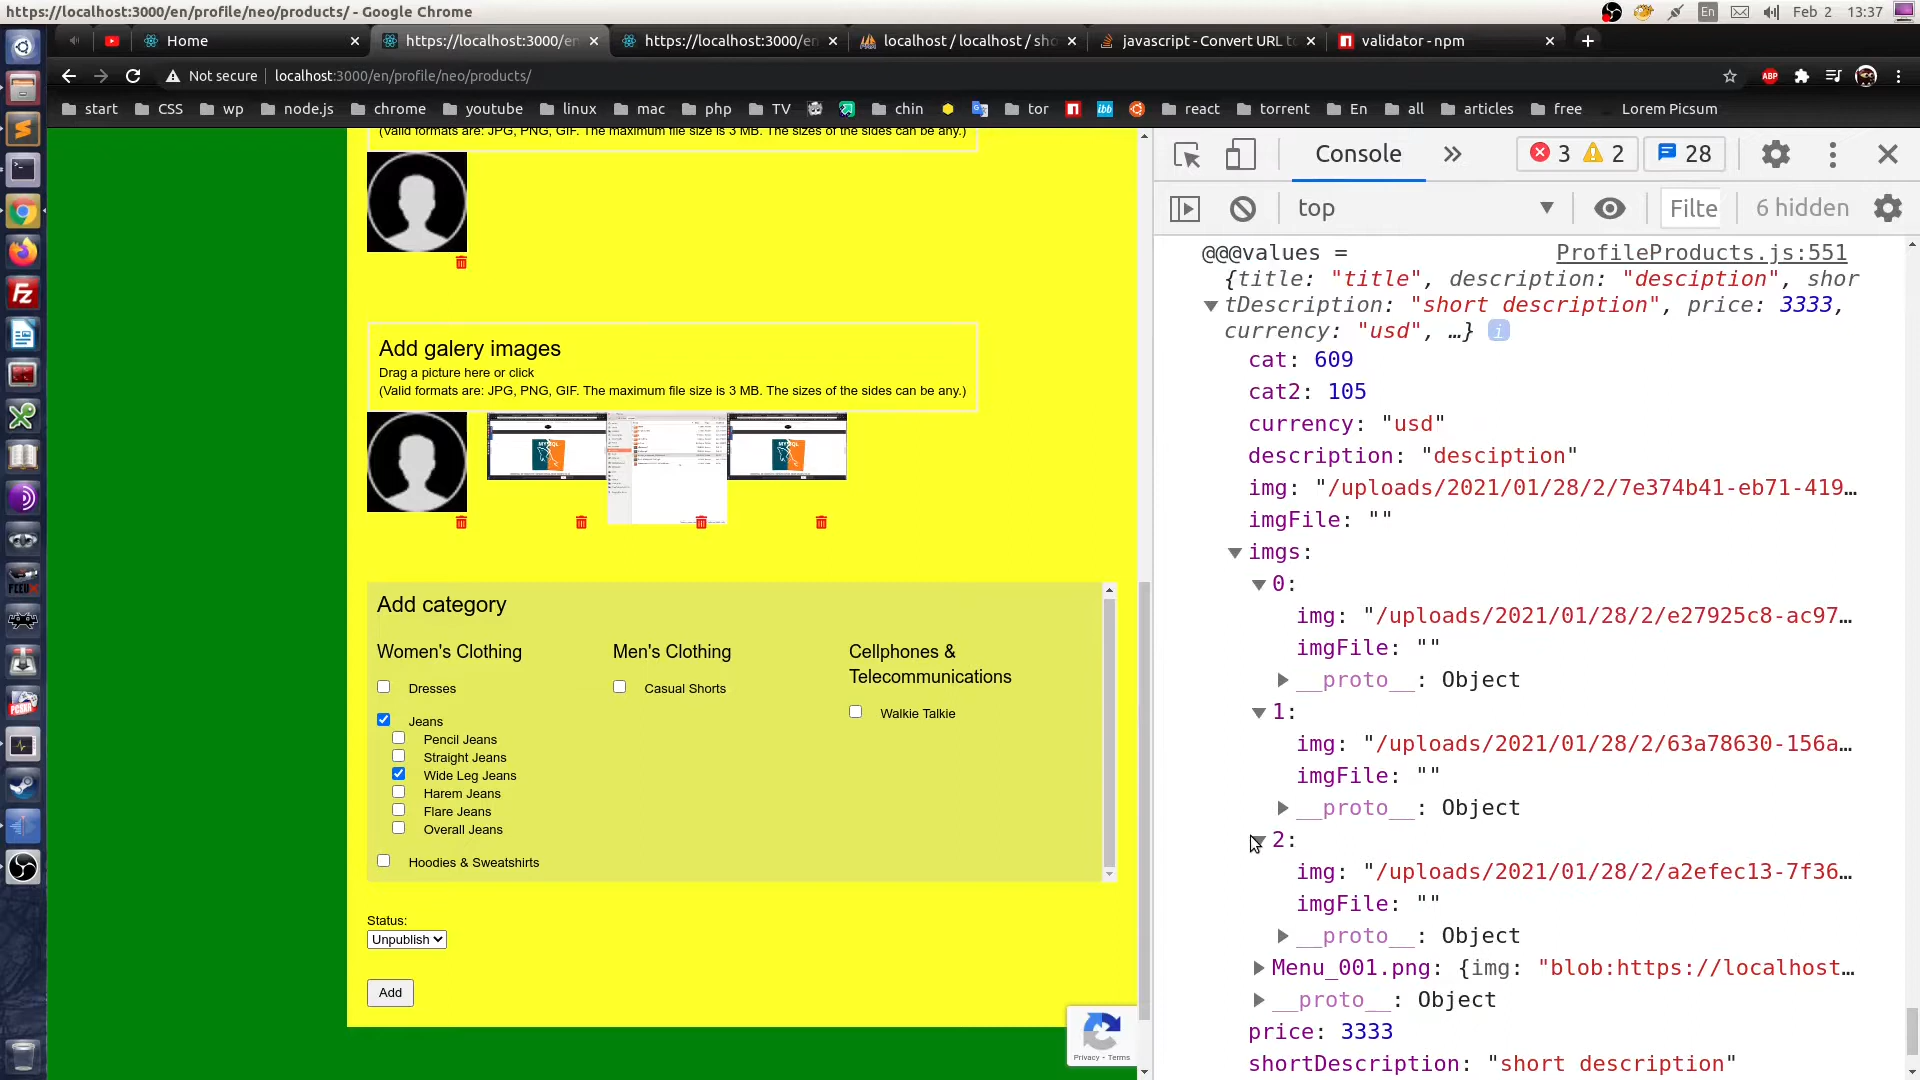 https://localhost:3000/en/profile/neo/products/ - Google Chrome
En
Feb 2
13:37
Home
https://localhost:3000/en
https://localhost:3000/en
localhost / localhost / sho
javascript - Convert URL to
validator - npm
Not secure
localhost:3000/en/profile/neo/products/
ABP
start
CSS
wp
node.js
chrome
youtube
linux
mac
php
TV
chin
tor
react
torrent
En
all
articles
free
Lorem Picsum
(Valid formats are: JPG, PNG, GIF. The maximum file size is 3 MB. The sizes of the sides can be any.)
Add galery images
Drag a picture here or click
(Valid formats are: JPG, PNG, GIF. The maximum file size is 3 MB. The sizes of the sides can be any.)
Add category
Women's Clothing
Dresses
Jeans
Pencil Jeans
Straight Jeans
Wide Leg Jeans
Harem Jeans
Flare Jeans
Overall Jeans
Hoodies & Sweatshirts
Men's Clothing
Casual Shorts
Cellphones &
Telecommunications
Walkie Talkie
Status:
Unpublish
Add
Privacy - Terms
Console
3
2
28
top
Filte
6 hidden
@@@values =
ProfileProducts.js:551
{title: "title", description: "desciption", shor
tDescription: "short description", price: 3333,
currency: "usd", …}
cat: 609
cat2: 105
currency: "usd"
description: "desciption"
img: "/uploads/2021/01/28/2/7e374b41-eb71-419…
imgFile: ""
imgs:
0:
img: "/uploads/2021/01/28/2/e27925c8-ac97…
imgFile: ""
__proto__: Object
1:
img: "/uploads/2021/01/28/2/63a78630-156a…
imgFile: ""
__proto__: Object
2:
img: "/uploads/2021/01/28/2/a2efec13-7f36…
imgFile: ""
__proto__: Object
Menu_001.png: {img: "blob:https://localhost…
__proto__: Object
price: 3333
shortDescription: "short description"